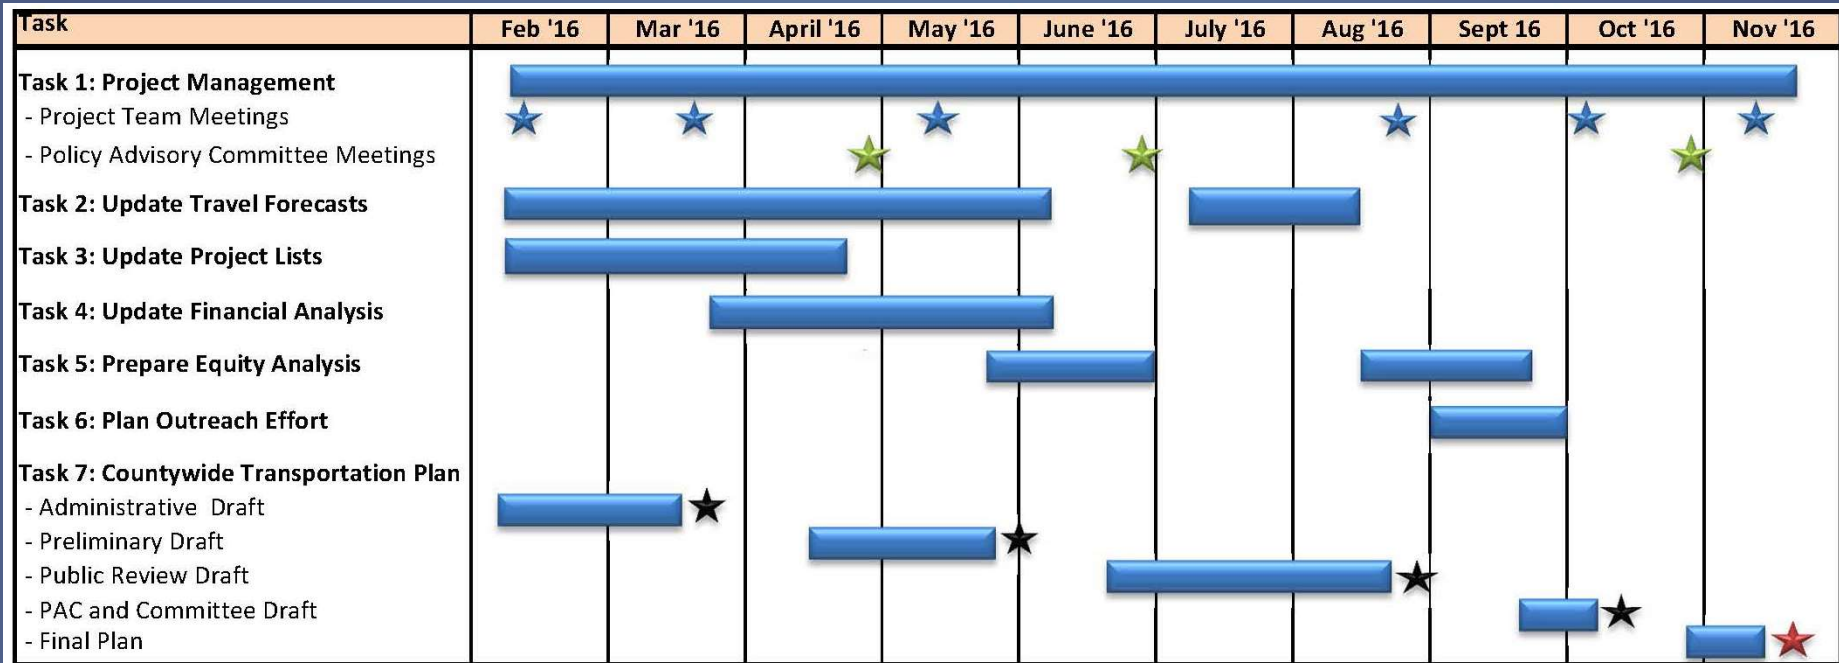 Task Feb '16 Mar '16 April '16 May '16 June '16 July '16 Aug '16 Sept 16 Oct '16 Nov '16
Task 1: Project Management
- Project Team Meetings
- Policy Advisory Committee Meetings
Task 2: Update Travel Forecasts
Task 3: Update Project Lists
Task 4: Update Financial Analysis
Task 5: Prepare Equity Analysis
Task 6: Plan Outreach Effort
Task 7: Countywide Transportation Plan
- Administrative Draft
- Preliminary Draft
- Public Review Draft
- PAC and Committee Draft
- Final Plan